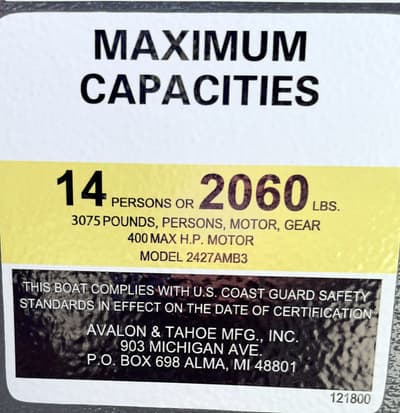 MAXIMUM
CAPACITIES
14 PERSONS OR 2060 LBS.
3075 POUNDS, PERSONS, MOTOR, GEAR
400 MAX H.P. MOTOR
MODEL 2427AMB3
THIS BOAT COMPLIES WITH U.S. COAST GUARD SAFETY
STANDARDS IN EFFECT ON THE DATE OF CERTIFICATION
AVALON & TAHOE MFG., INC.
903 MICHIGAN AVE.
P.O. BOX 698 ALMA, MI 48801
121800